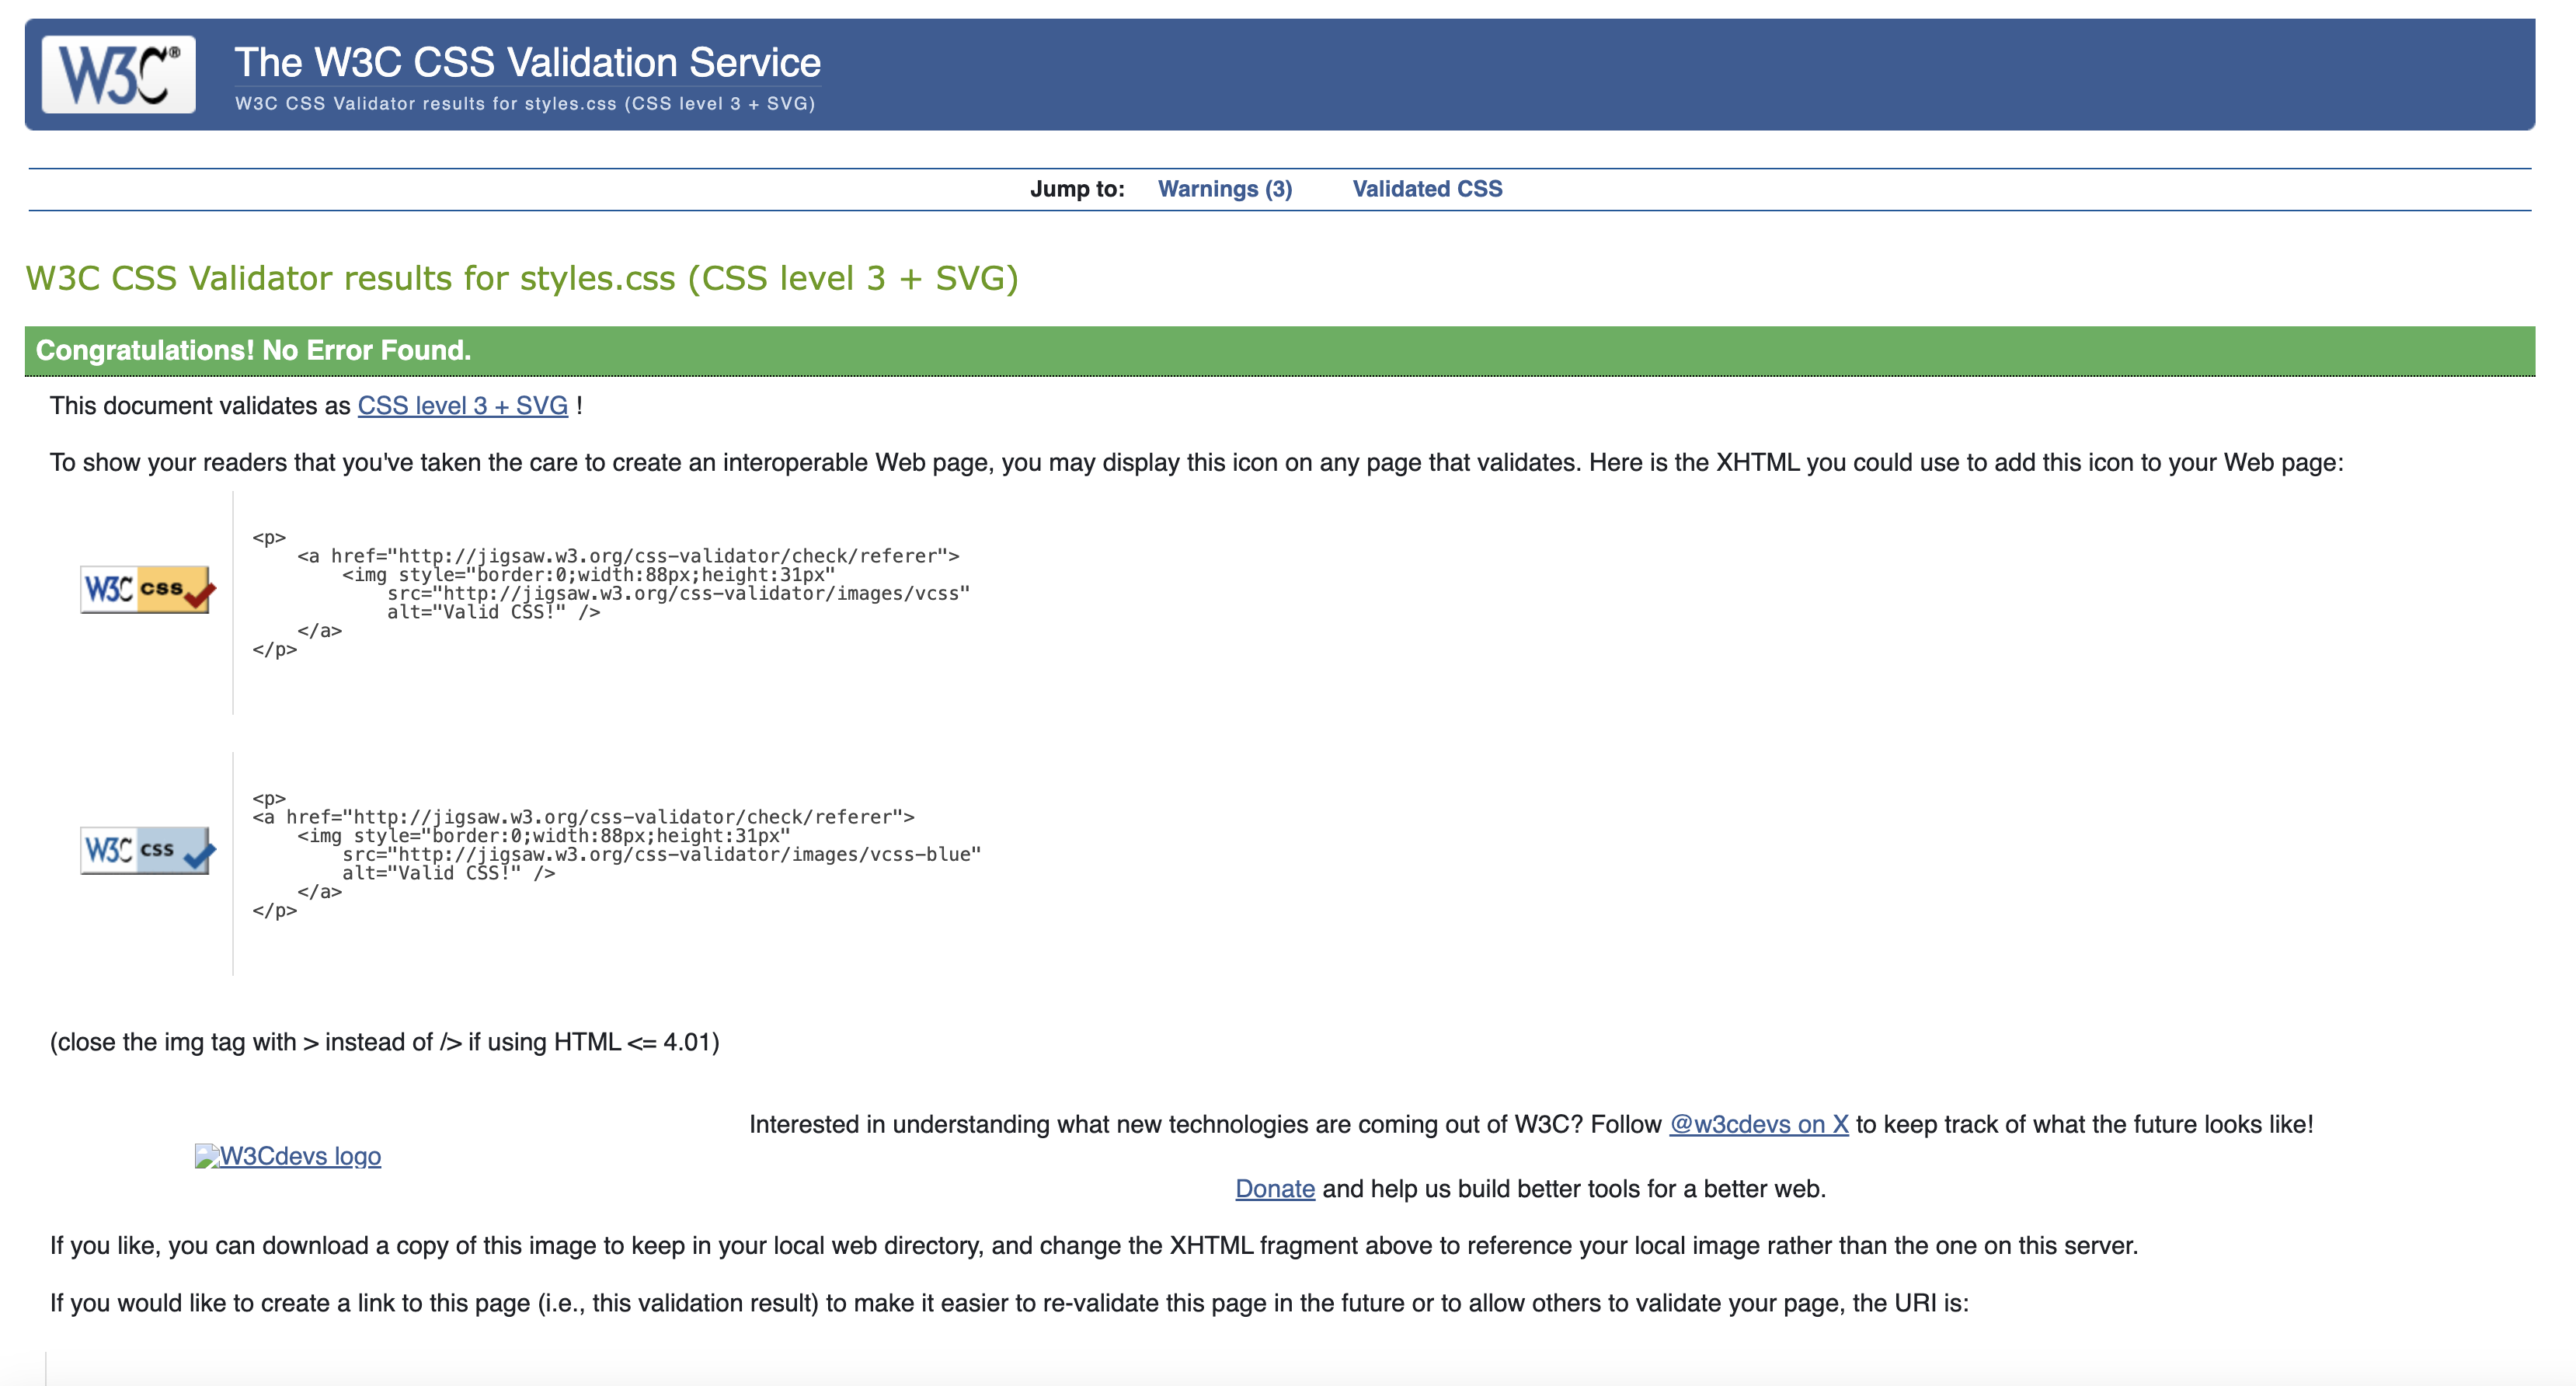 W3C®
The W3C CSS Validation Service
W3C CSS Validator results for styles.css (CSS level 3 + SVG)
Jump to: Warnings (3) Validated CSS
W3C CSS Validator results for styles.css (CSS level 3 + SVG)
Congratulations! No Error Found.
This document validates as CSS level 3 + SVG !
To show your readers that you've taken the care to create an interoperable Web page, you may display this icon on any page that validates. Here is the XHTML you could use to add this icon to your Web page:
W3C css
<p>
    <a href="http://jigsaw.w3.org/css-validator/check/referer">
        <img style="border:0;width:88px;height:31px"
            src="http://jigsaw.w3.org/css-validator/images/vcss"
            alt="Valid CSS!" />
    </a>
</p>
W3C css
<p>
<a href="http://jigsaw.w3.org/css-validator/check/referer">
    <img style="border:0;width:88px;height:31px"
        src="http://jigsaw.w3.org/css-validator/images/vcss-blue"
        alt="Valid CSS!" />
    </a>
</p>
(close the img tag with > instead of /> if using HTML <= 4.01)
Interested in understanding what new technologies are coming out of W3C? Follow @w3cdevs on X to keep track of what the future looks like!
W3Cdevs logo
Donate and help us build better tools for a better web.
If you like, you can download a copy of this image to keep in your local web directory, and change the XHTML fragment above to reference your local image rather than the one on this server.
If you would like to create a link to this page (i.e., this validation result) to make it easier to re-validate this page in the future or to allow others to validate your page, the URI is: